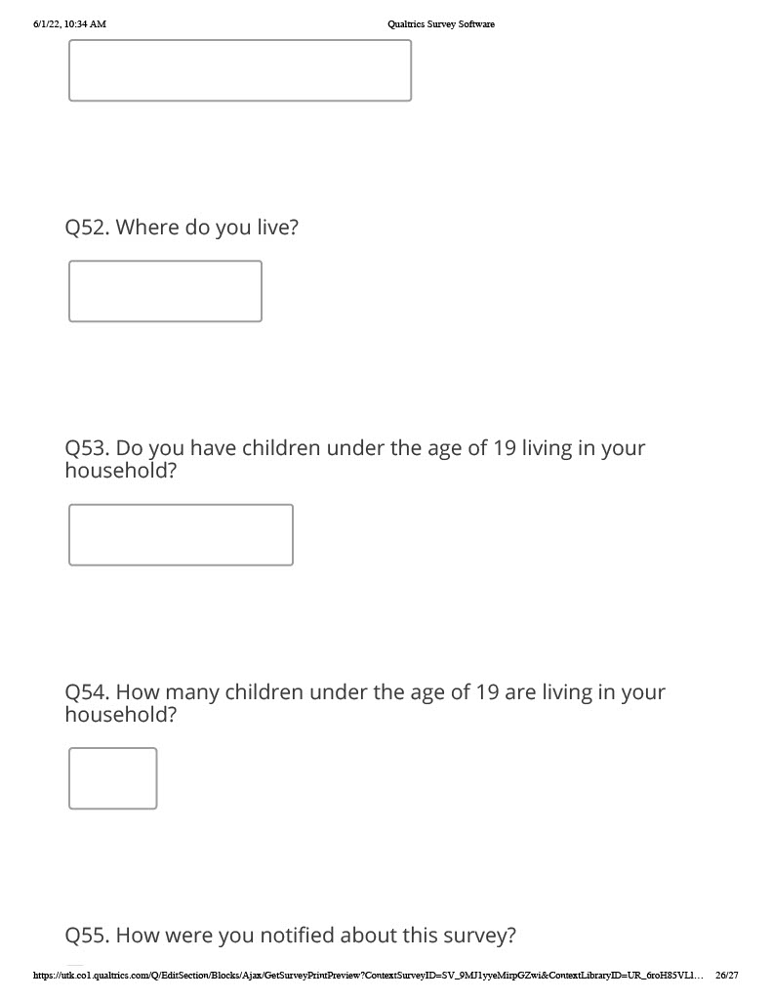 6/1/22, 10:34 AM Qualtrics Survey Software
Q52. Where do you live?
Q53. Do you have children under the age of 19 living in your
household?
Q54. How many children under the age of 19 are living in your
household?
Q55. How were you notified about this survey?
https://utk.co1.qualtrics.com/Q/EditSection/Blocks/Ajax/GetSurveyPrintPreview?ContextSurveyID=SV_9MJ1yyeMirpGZwi&ContextLibraryID=UR_6roH85VL1… 26/27